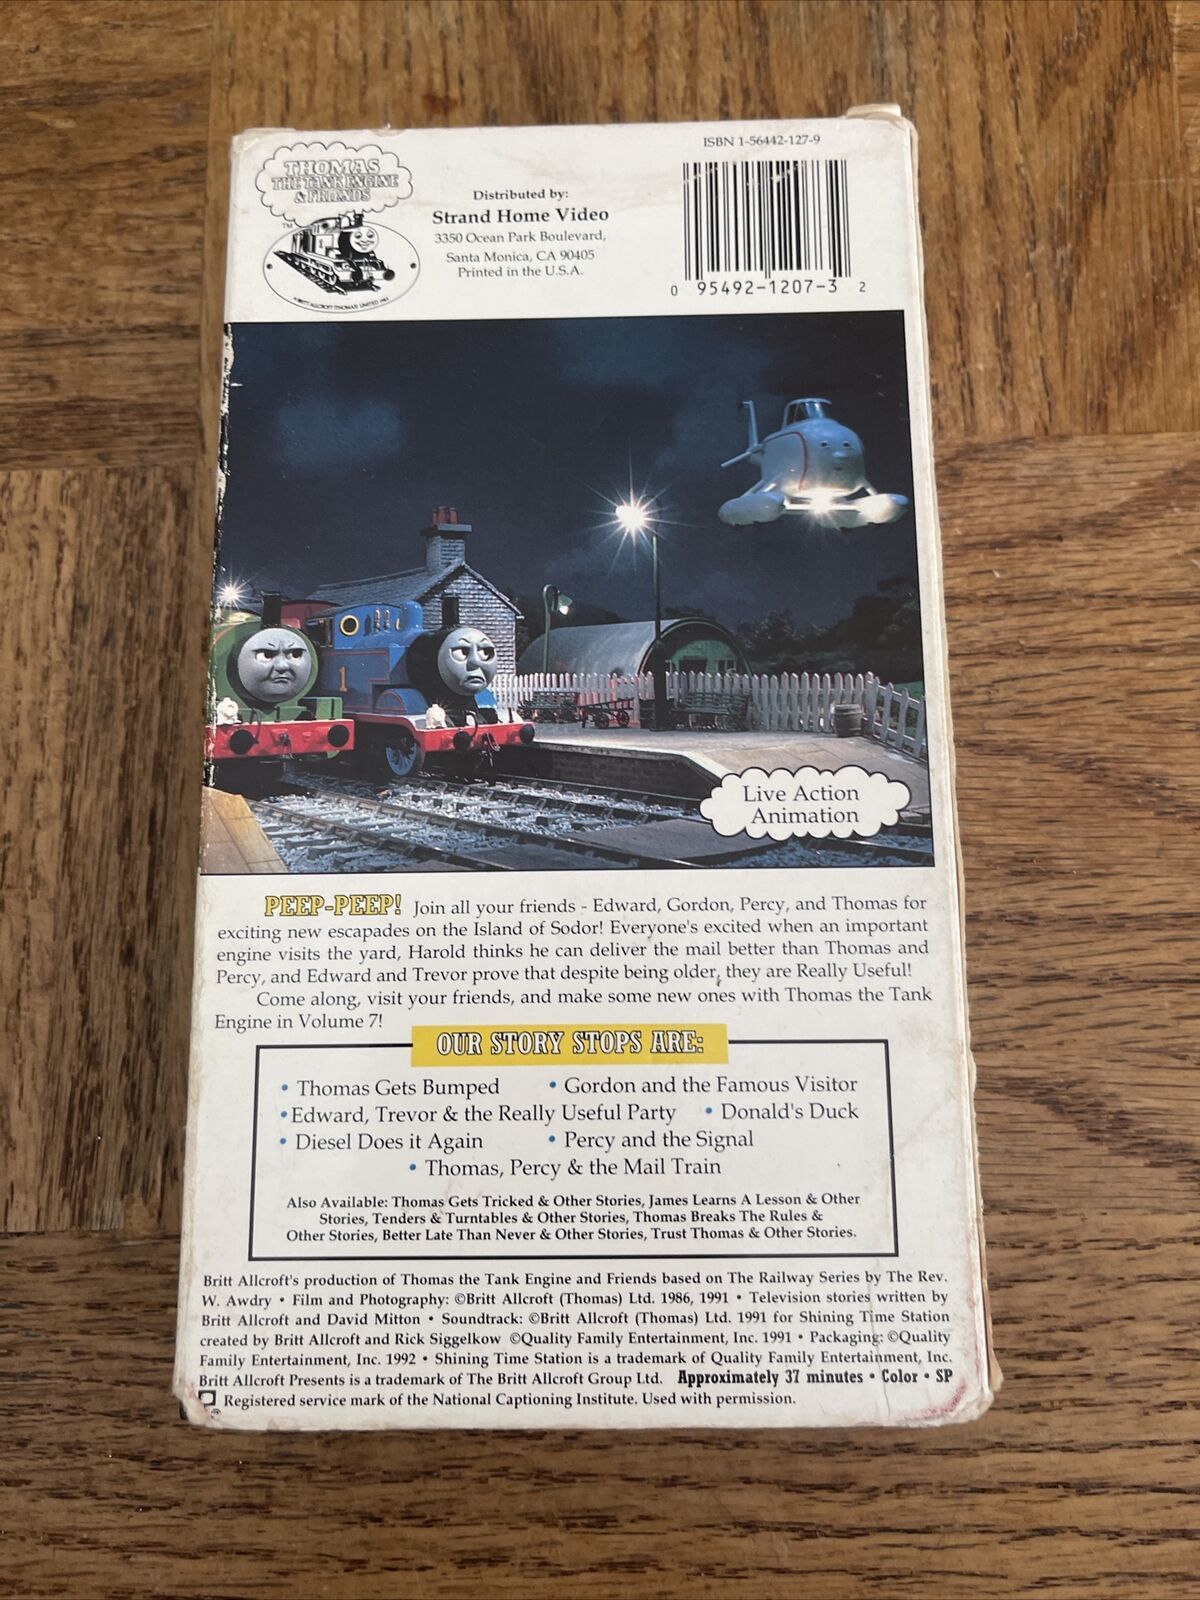 ISBN 1-56442-127-9
THOMAS
THE TANK ENGINE
& FRIENDS
TM
© BRITT ALLCROFT (THOMAS) LIMITED
Distributed by:
Strand Home Video
3350 Ocean Park Boulevard,
Santa Monica, CA 90405
Printed in the U.S.A.
0 95492-1207-3 2
1
Live Action
Animation
PEEP-PEEP! Join all your friends - Edward, Gordon, Percy, and Thomas for
exciting new escapades on the Island of Sodor! Everyone's excited when an important
engine visits the yard, Harold thinks he can deliver the mail better than Thomas and
Percy, and Edward and Trevor prove that despite being older, they are Really Useful!
Come along, visit your friends, and make some new ones with Thomas the Tank
Engine in Volume 7!
OUR STORY STOPS ARE:
• Thomas Gets Bumped • Gordon and the Famous Visitor
• Edward, Trevor & the Really Useful Party • Donald's Duck
• Diesel Does it Again • Percy and the Signal
• Thomas, Percy & the Mail Train
Also Available: Thomas Gets Tricked & Other Stories, James Learns A Lesson & Other
Stories, Tenders & Turntables & Other Stories, Thomas Breaks The Rules &
Other Stories, Better Late Than Never & Other Stories, Trust Thomas & Other Stories.
Britt Allcroft's production of Thomas the Tank Engine and Friends based on The Railway Series by The Rev.
W. Awdry • Film and Photography: ©Britt Allcroft (Thomas) Ltd. 1986, 1991 • Television stories written by
Britt Allcroft and David Mitton • Soundtrack: ©Britt Allcroft (Thomas) Ltd. 1991 for Shining Time Station
created by Britt Allcroft and Rick Siggelkow ©Quality Family Entertainment, Inc. 1991 • Packaging: ©Quality
Family Entertainment, Inc. 1992 • Shining Time Station is a trademark of Quality Family Entertainment, Inc.
Britt Allcroft Presents is a trademark of The Britt Allcroft Group Ltd. Approximately 37 minutes • Color • SP
Registered service mark of the National Captioning Institute. Used with permission.